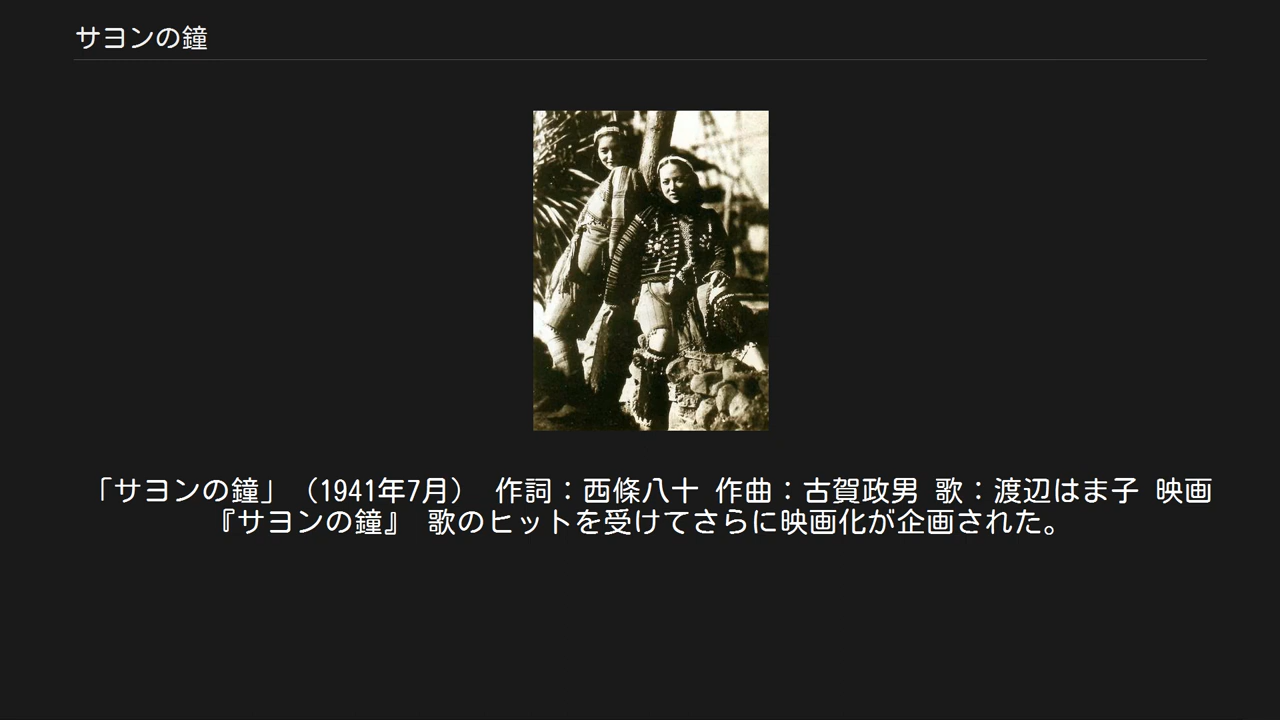 サヨンの鐘
「サヨンの鐘」（1941年7月） 作詞：西條八十 作曲：古賀政男 歌：渡辺はま子 映画
『サヨンの鐘』 歌のヒットを受けてさらに映画化が企画された。